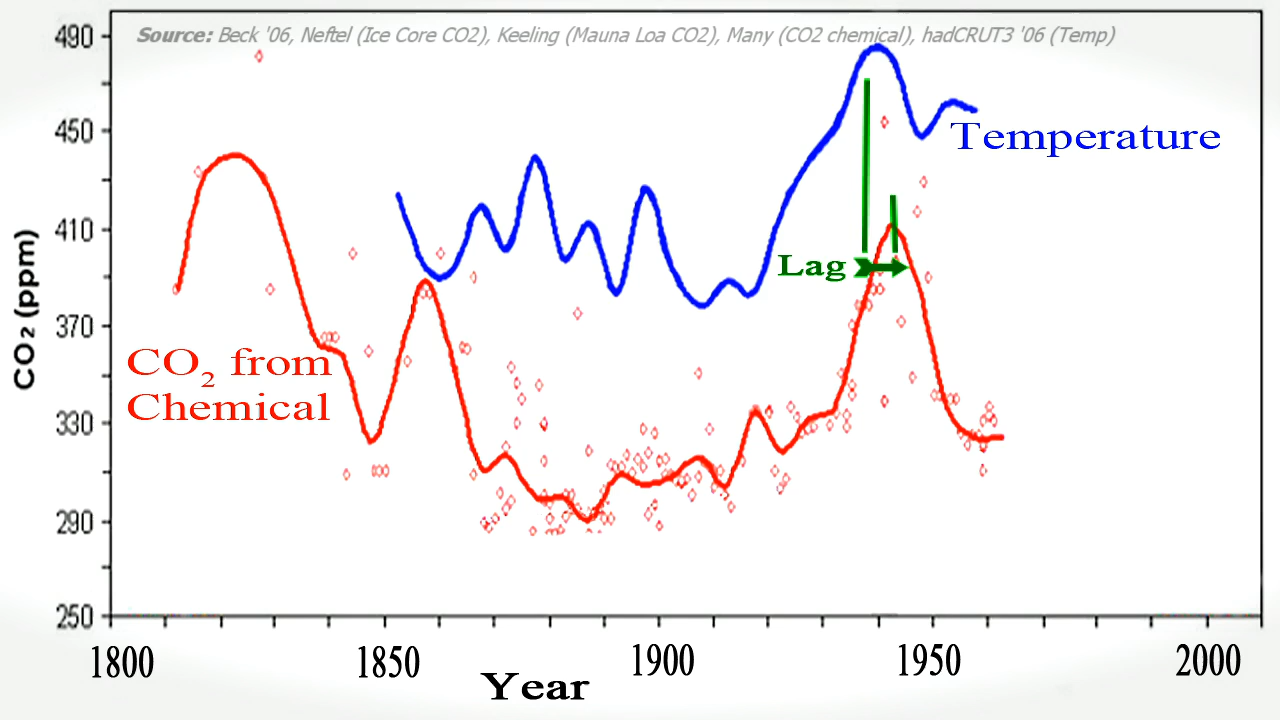 Source: Beck '06, Neftel (Ice Core CO2), Keeling (Mauna Loa CO2), Many (CO2 chemical), hadCRUT3 '06 (Temp)
490
450
410
370
330
290
250
CO₂ (ppm)
Temperature
Lag
CO₂ from
Chemical
1800
1850
1900
1950
2000
Year